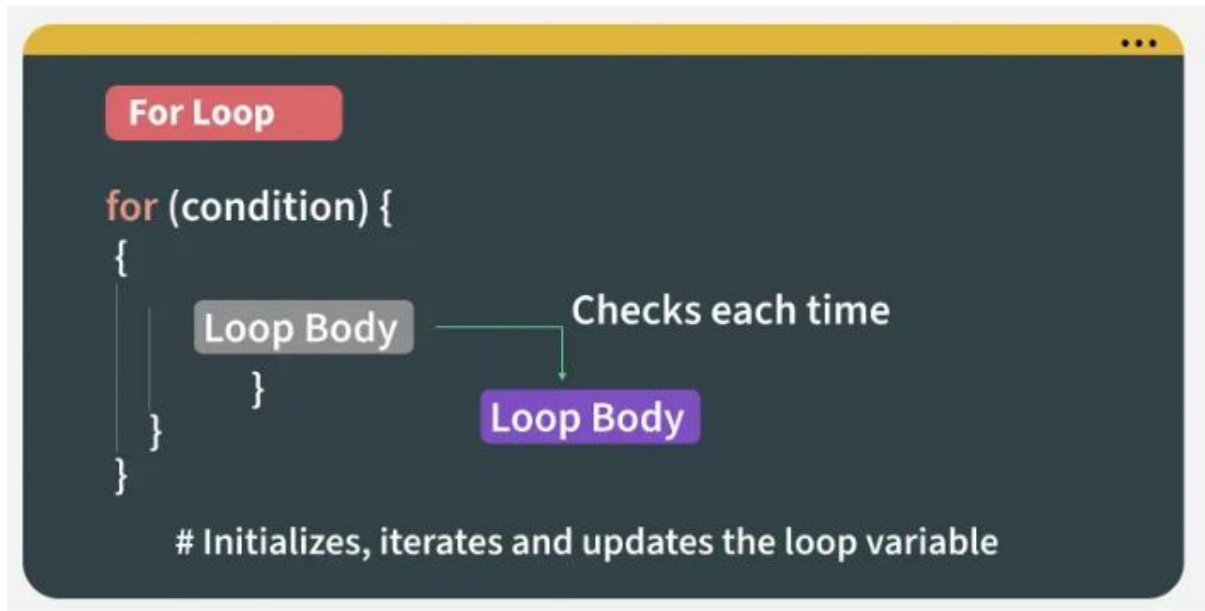 For Loop
for (condition) {
{
Loop Body
Checks each time
}
Loop Body
}
}
# Initializes, iterates and updates the loop variable